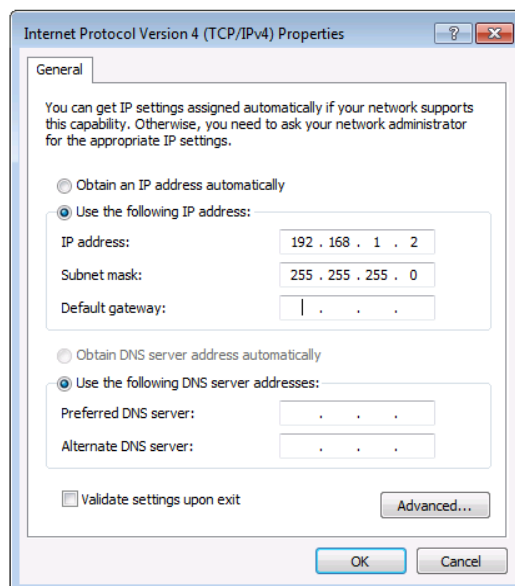 Internet Protocol Version 4 (TCP/IPv4) Properties
General
You can get IP settings assigned automatically if your network supports
this capability. Otherwise, you need to ask your network administrator
for the appropriate IP settings.
Obtain an IP address automatically
Use the following IP address:
IP address: 192 . 168 . 1 . 2
Subnet mask: 255 . 255 . 255 . 0
Default gateway: . . .
Obtain DNS server address automatically
Use the following DNS server addresses:
Preferred DNS server: . . .
Alternate DNS server: . . .
Validate settings upon exit
Advanced...
OK Cancel